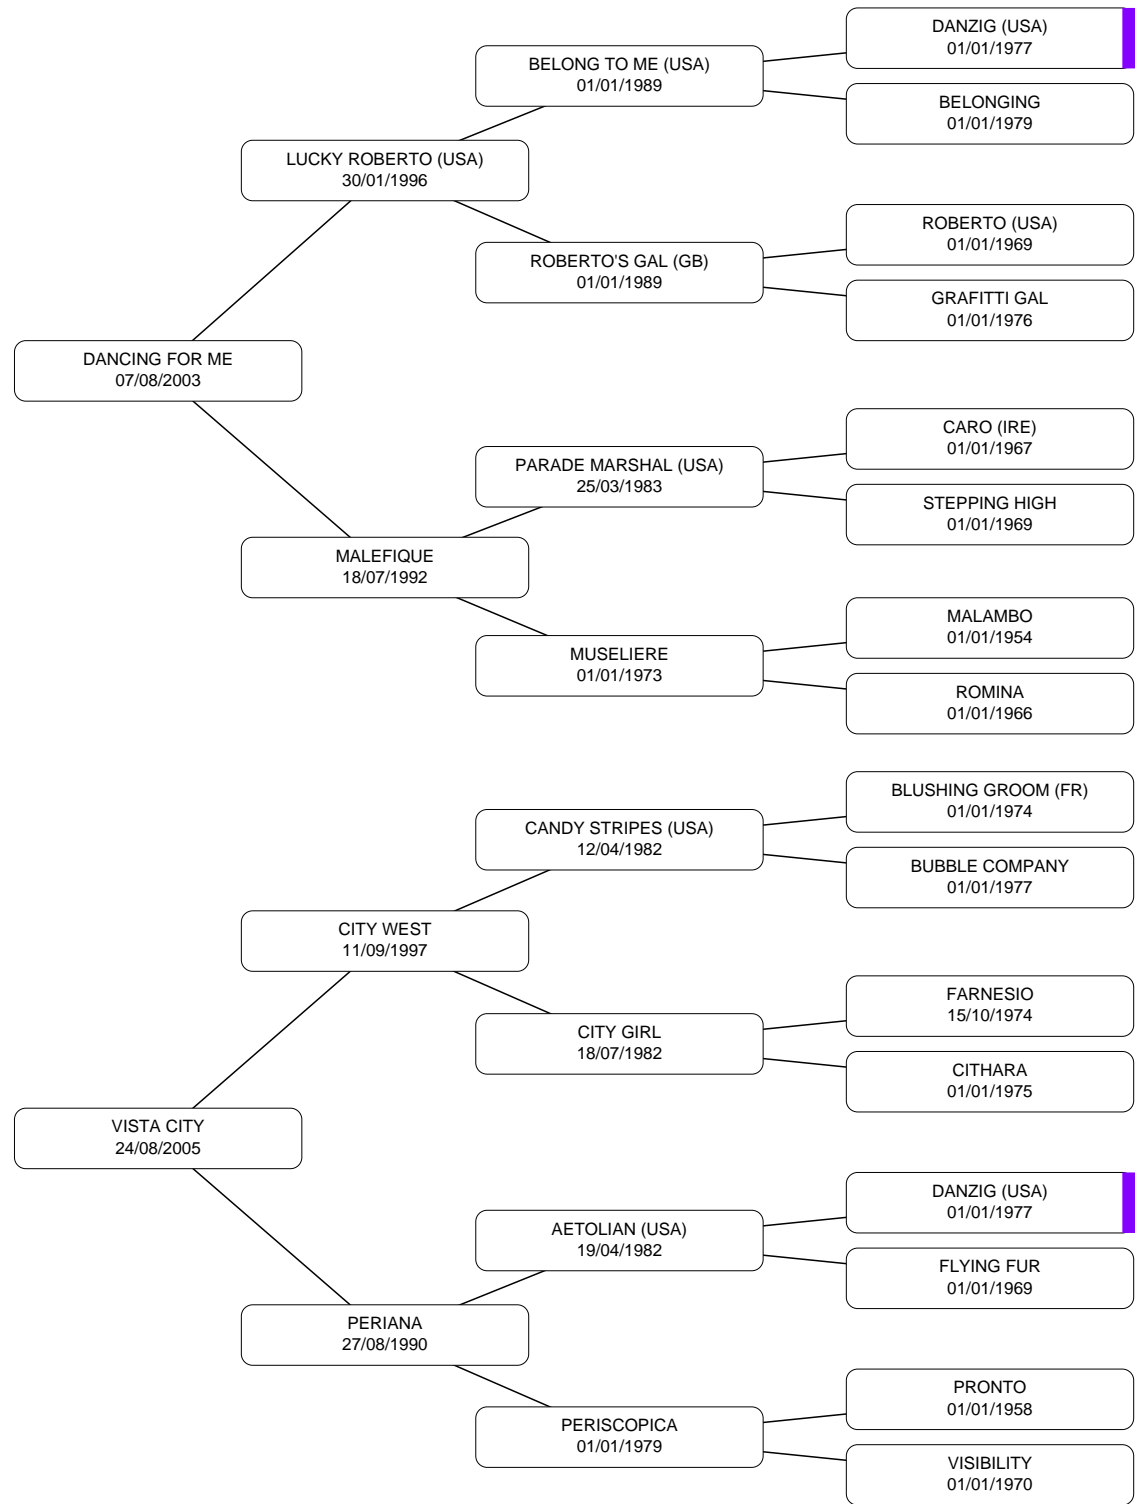 DANZIG (USA)
01/01/1977
BELONG TO ME (USA)
01/01/1989
BELONGING
01/01/1979
LUCKY ROBERTO (USA)
30/01/1996
ROBERTO (USA)
01/01/1969
ROBERTO'S GAL (GB)
01/01/1989
GRAFITTI GAL
01/01/1976
DANCING FOR ME
07/08/2003
CARO (IRE)
01/01/1967
PARADE MARSHAL (USA)
25/03/1983
STEPPING HIGH
01/01/1969
MALEFIQUE
18/07/1992
MALAMBO
01/01/1954
MUSELIERE
01/01/1973
ROMINA
01/01/1966
BLUSHING GROOM (FR)
01/01/1974
CANDY STRIPES (USA)
12/04/1982
BUBBLE COMPANY
01/01/1977
CITY WEST
11/09/1997
FARNESIO
15/10/1974
CITY GIRL
18/07/1982
CITHARA
01/01/1975
VISTA CITY
24/08/2005
DANZIG (USA)
01/01/1977
AETOLIAN (USA)
19/04/1982
FLYING FUR
01/01/1969
PERIANA
27/08/1990
PRONTO
01/01/1958
PERISCOPICA
01/01/1979
VISIBILITY
01/01/1970